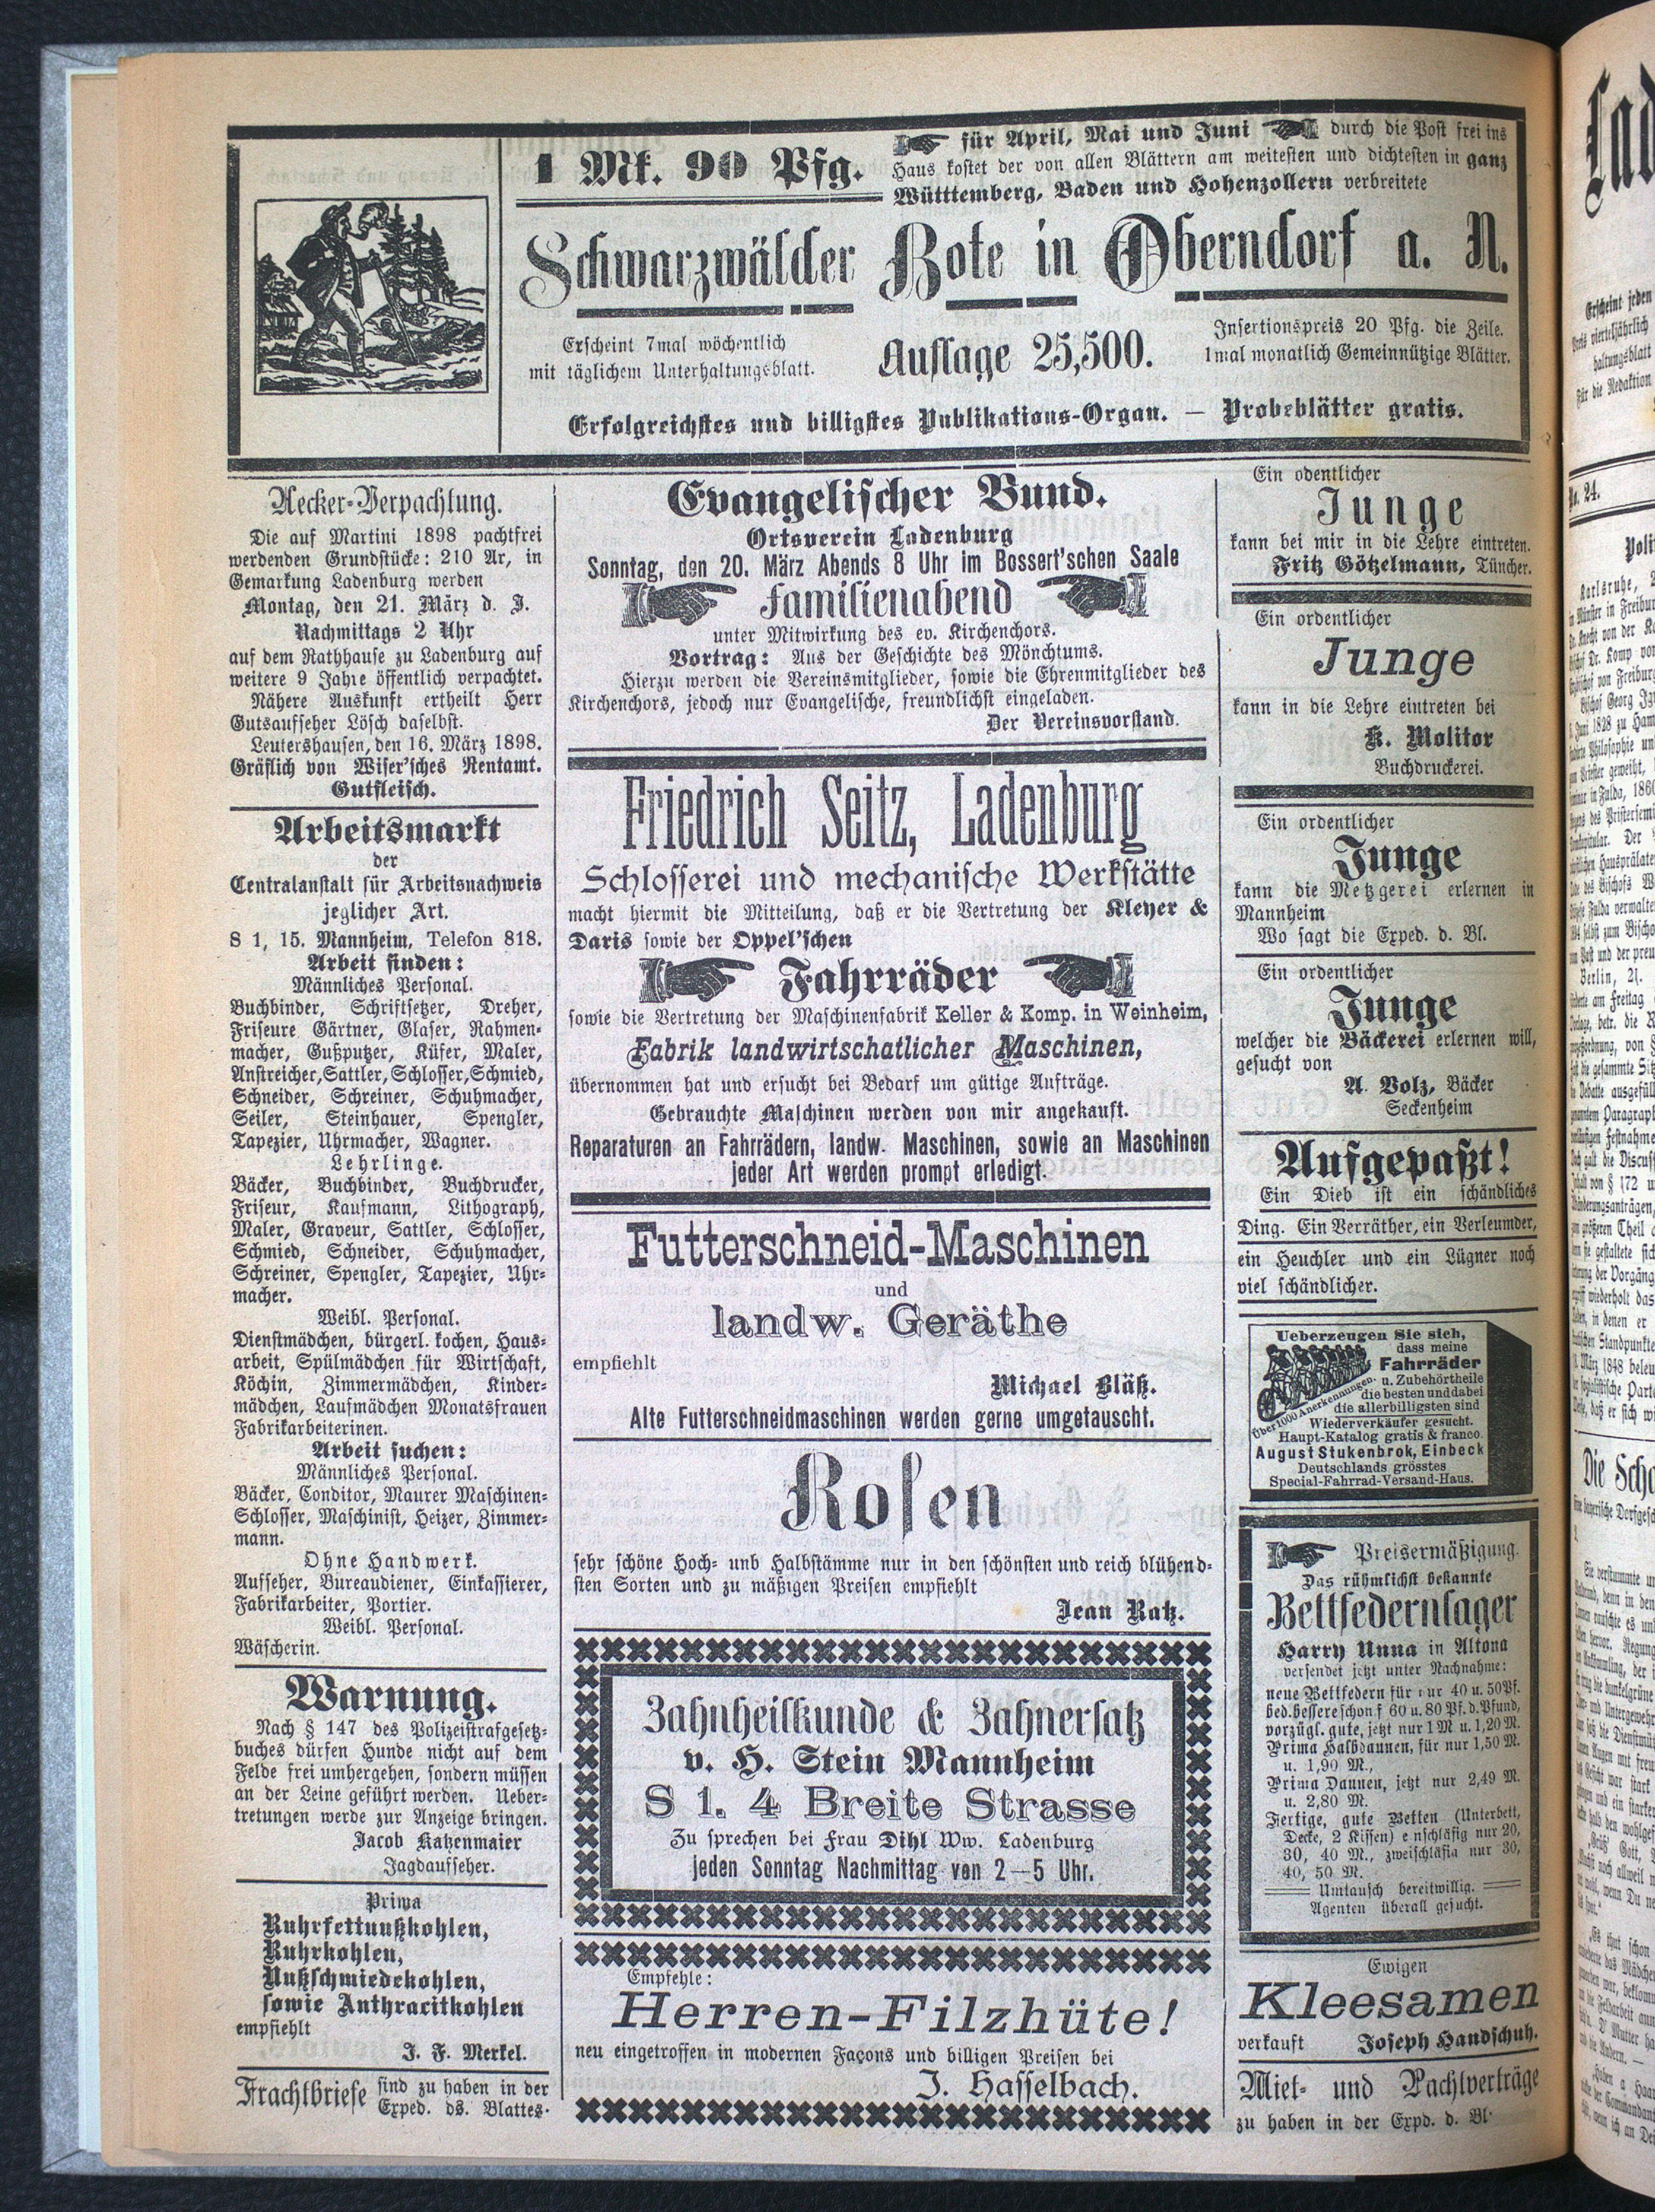 1 Mk. 90 Pfg.
für April, Mai und Juni durch die Post frei ins
Haus kostet der von allen Blättern am weitesten und dichtesten in ganz
Württtemberg, Baden und Hohenzollern verbreitete
Schwarzwälder Bote in Oberndorf a. N.
Erscheint 7mal wöchentlich
mit täglichem Unterhaltungsblatt.
Auflage 25,500.
Insertionspreis 20 Pfg. die Zeile.
1mal monatlich Gemeinnützige Blätter.
Erfolgreichstes und billigstes Publikations-Organ. — Probeblätter gratis.
Aecker-Verpachtung.
Die auf Martini 1898 pachtfrei
werdenden Grundstücke: 210 Ar, in
Gemarkung Ladenburg werden
Montag, den 21. März d. J.
Nachmittags 2 Uhr
auf dem Rathhause zu Ladenburg auf
weitere 9 Jahre öffentlich verpachtet.
Nähere Auskunft ertheilt Herr
Gutsaufseher Lösch daselbst.
Leutershausen, den 16. März 1898.
Gräflich von Wiser'sches Rentamt.
Gutfleisch.
Arbeitsmarkt
der
Centralanstalt für Arbeitsnachweis
jeglicher Art.
S 1, 15. Mannheim, Telefon 818.
Arbeit finden:
Männliches Personal.
Buchbinder, Schriftsetzer, Dreher,
Friseure Gärtner, Glaser, Rahmen-
macher, Gußputzer, Küfer, Maler,
Anstreicher, Sattler, Schlosser, Schmied,
Schneider, Schreiner, Schuhmacher,
Seiler, Steinhauer, Spengler,
Tapezier, Uhrmacher, Wagner.
Lehrlinge.
Bäcker, Buchbinder, Buchdrucker,
Friseur, Kaufmann, Lithograph,
Maler, Graveur, Sattler, Schlosser,
Schmied, Schneider, Schuhmacher,
Schreiner, Spengler, Tapezier, Uhr-
macher.
Weibl. Personal.
Dienstmädchen, bürgerl. kochen, Haus-
arbeit, Spülmädchen für Wirtschaft,
Köchin, Zimmermädchen, Kinder-
mädchen, Laufmädchen Monatsfrauen
Fabrikarbeiterinen.
Arbeit suchen:
Männliches Personal.
Bäcker, Conditor, Maurer Maschinen-
Schlosser, Maschinist, Heizer, Zimmer-
mann.
Ohne Handwerk.
Aufseher, Bureaudiener, Einkassierer,
Fabrikarbeiter, Portier.
Weibl. Personal.
Wäscherin.
Warnung.
Nach § 147 des Polizeistrafgesetz-
buches dürfen Hunde nicht auf dem
Felde frei umhergehen, sondern müssen
an der Leine geführt werden. Ueber-
tretungen werde zur Anzeige bringen.
Jacob Katzenmaier
Jagdaufseher.
Prima
Ruhrfettnußkohlen,
Ruhrkohlen,
Nußschmiedekohlen,
sowie Anthracitkohlen
empfiehlt
J. F. Merkel.
Frachtbriefe sind zu haben in der
Exped. ds. Blattes.
Evangelischer Bund.
Ortsverein Ladenburg
Sonntag, den 20. März Abends 8 Uhr im Bossert'schen Saale
Familienabend
unter Mitwirkung des ev. Kirchenchors.
Vortrag: Aus der Geschichte des Mönchtums.
Hierzu werden die Vereinsmitglieder, sowie die Ehrenmitglieder des
Kirchenchors, jedoch nur Evangelische, freundlichst eingeladen.
Der Vereinsvorstand.
Friedrich Seitz, Ladenburg
Schlosserei und mechanische Werkstätte
macht hiermit die Mitteilung, daß er die Vertretung der Kleyer &
Daris sowie der Oppel'schen
Fahrräder
sowie die Vertretung der Maschinenfabrik Keller & Komp. in Weinheim,
Fabrik landwirtschatlicher Maschinen,
übernommen hat und ersucht bei Bedarf um gütige Aufträge.
Gebrauchte Maschinen werden von mir angekauft.
Reparaturen an Fahrrädern, landw. Maschinen, sowie an Maschinen
jeder Art werden prompt erledigt.
Futterschneid-Maschinen
und
landw. Geräthe
empfiehlt
Michael Bläß.
Alte Futterschneidmaschinen werden gerne umgetauscht.
Rosen
sehr schöne Hoch- und Halbstämme nur in den schönsten und reich blühend-
sten Sorten und zu mäßigen Preisen empfiehlt
Jean Ratz.
Zahnheilkunde & Zahnersatz
v. H. Stein Mannheim
S 1. 4 Breite Strasse
Zu sprechen bei Frau Dihl Ww. Ladenburg
jeden Sonntag Nachmittag von 2—5 Uhr.
Empfehle:
Herren-Filzhüte!
neu eingetroffen in modernen Façons und billigen Preisen bei
J. Hasselbach.
Ein odentlicher
Junge
kann bei mir in die Lehre eintreten.
Fritz Götzelmann, Tüncher.
Ein ordentlicher
Junge
kann in die Lehre eintreten bei
K. Molitor
Buchdruckerei.
Ein ordentlicher
Junge
kann die Metzgerei erlernen in
Mannheim
Wo sagt die Exped. d. Bl.
Ein ordentlicher
Junge
welcher die Bäckerei erlernen will,
gesucht von
A. Volz, Bäcker
Seckenheim
Aufgepaßt!
Ein Dieb ist ein schändliches
Ding. Ein Verräther, ein Verleumder,
ein Heuchler und ein Lügner noch
viel schändlicher.
Ueberzeugen Sie sich,
dass meine
Fahrräder
u. Zubehörtheile
die besten und dabei
die allerbilligsten sind
Über 1000 Anerkennungen.
Wiederverkäufer gesucht.
Haupt-Katalog gratis & franco.
August Stukenbrok, Einbeck
Deutschlands grösstes
Special-Fahrrad-Versand-Haus.
Preisermäßigung.
Das rühmlichst bekannte
Bettfedernlager
Harry Unna in Altona
versendet jetzt unter Nachnahme:
neue Bettfedern für nur 40 u. 50 Pf.
bed. bessere schon f 60 u. 80 Pf. d. Pfund,
vorzügl. gute, jetzt nur 1 M u. 1,20 M.
Prima Halbdaunen, für nur 1,50 M.
u. 1,90 M.,
Prima Daunen, jetzt nur 2,49 M.
u. 2,80 M.
Fertige, gute Betten (Unterbett,
Decke, 2 Kissen) e nschläfig nur 20,
30, 40 M., zweischläfig nur 30,
40, 50 M.
Umtausch bereitwillig.
Agenten überall gesucht.
Ewigen
Kleesamen
verkauft Joseph Handschuh.
Miet- und Pachtverträge
zu haben in der Expd. d. Bl.
Lad
Erscheint jeden
Preis vierteljährlich
haltungsblatt
Für die Redaktion
No. 24.
Karlsruhe,
Berlin, 21.
Die Scho